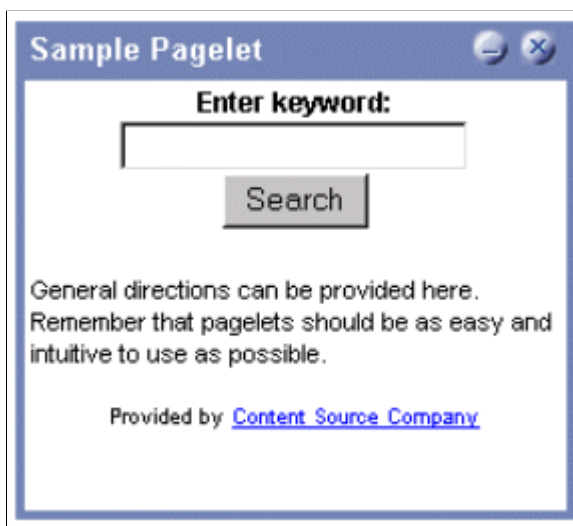 Sample Pagelet
Enter keyword:
Search
General directions can be provided here.
Remember that pagelets should be as easy and
intuitive to use as possible.
Provided by Content Source Company